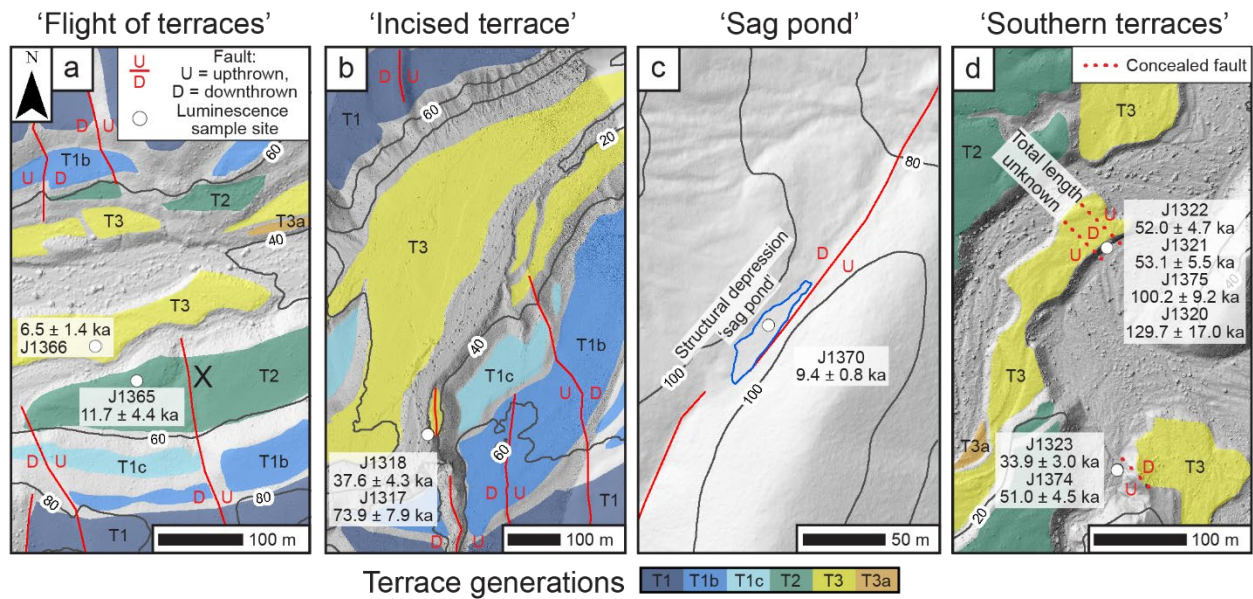 ‘Flight of terraces’
‘Incised terrace’
‘Sag pond’
‘Southern terraces’
a
N
U
D
Fault:
U = upthrown,
D = downthrown
Luminescence
sample site
D U
60
T1b
U D
T2
T3
T3a
40
T3
6.5 ± 1.4 ka
J1366
X
T2
J1365
11.7 ± 4.4 ka
60
D U
T1c
T1b
D U
80
80
T1
100 m
b
D U
60
T1
20
T3
40
T1b
T1c
U D
60
J1318
37.6 ± 4.3 ka
J1317
73.9 ± 7.9 ka
D U
T1
D U
100 m
c
80
D
U
Structural depression
‘sag pond’
J1370
9.4 ± 0.8 ka
100
100
50 m
d
Concealed fault
T3
T2
Total length
unknown
U
D
U
J1322
52.0 ± 4.7 ka
J1321
53.1 ± 5.5 ka
J1375
100.2 ± 9.2 ka
J1320
129.7 ± 17.0 ka
40
T3
T3a
J1323
33.9 ± 3.0 ka
J1374
51.0 ± 4.5 ka
D
U
T3
20
100 m
Terrace generations
T1 T1b T1c T2 T3 T3a